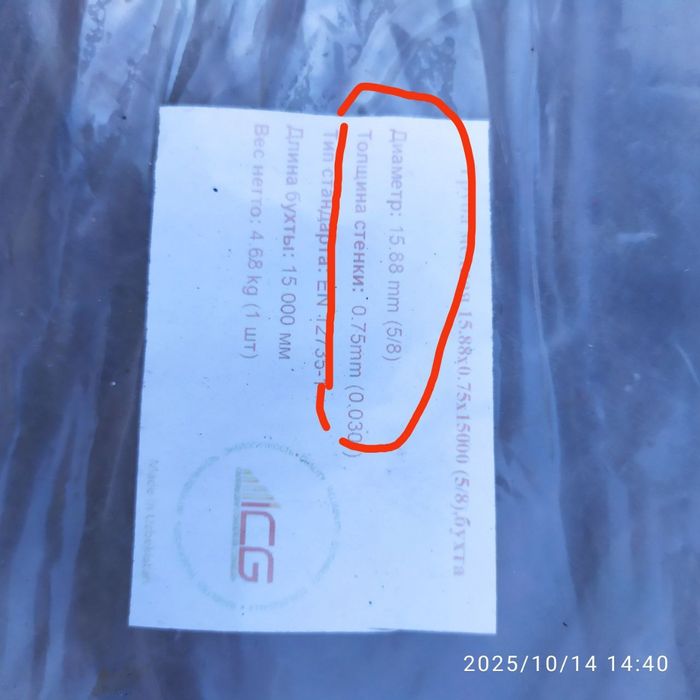 15.88x0.75x15000 (5/8),бухта
Диаметр: 15.88 mm (5/8)
Толщина стенки: 0.75mm (0.030)
Тип стандарта: EN 12735-1
Длина бухты: 15 000 мм
Вес нетто: 4.68 kg (1 шт)
ICG
Made in Uzbekistan
2025/10/14 14:40